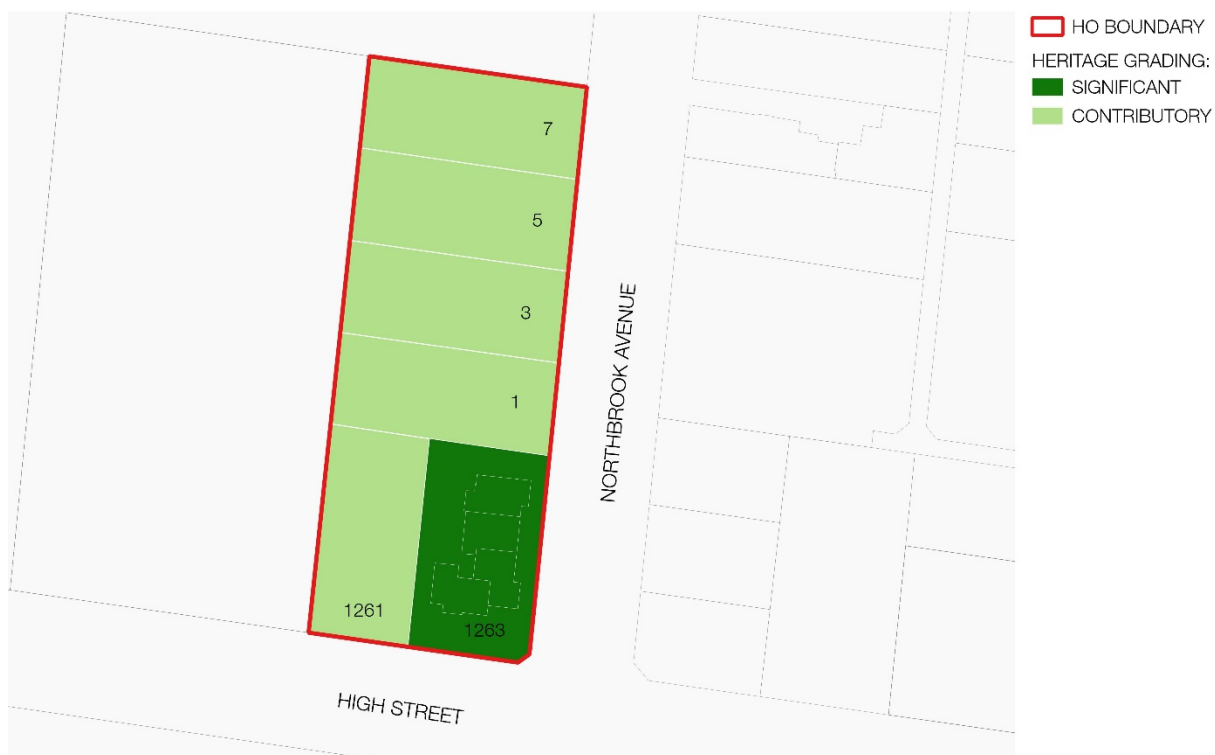 HO BOUNDARY
HERITAGE GRADING:
SIGNIFICANT
CONTRIBUTORY
7
5
3
1
NORTHBROOK AVENUE
1261
1263
HIGH STREET